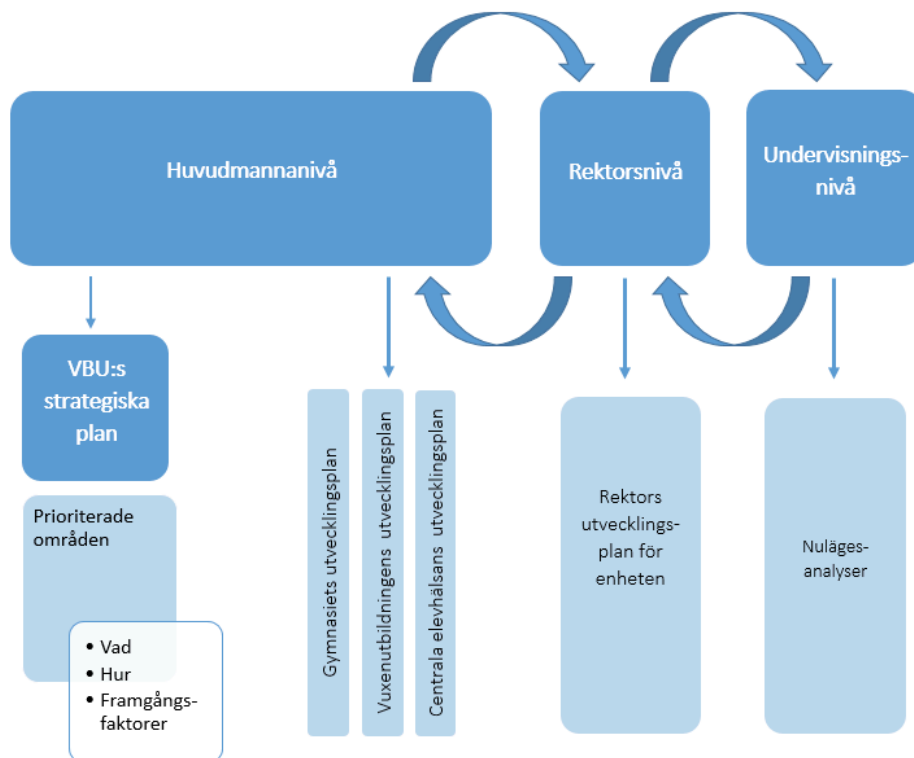 Huvudmannanivå
Rektorsnivå
Undervisnings-
nivå
VBU:s
strategiska
plan
Prioriterade
områden
• Vad
• Hur
• Framgångs-
faktorer
Gymnasiets utvecklingsplan
Vuxenutbildningens utvecklingsplan
Centrala elevhälsans utvecklingsplan
Rektors
utvecklings-
plan för
enheten
Nuläges-
analyser